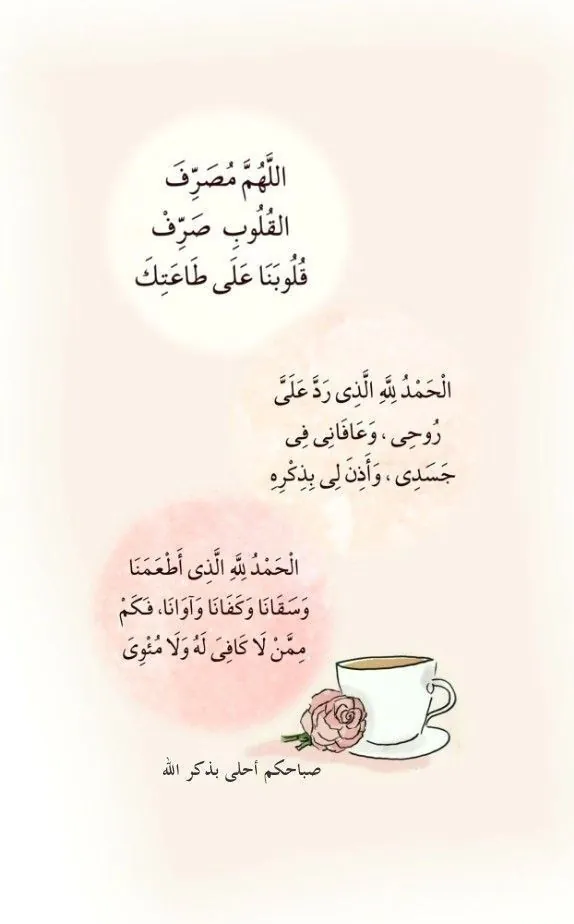 اللَّهُمَّ مُصَرِّفَ
القُلُوبِ صَرِّفْ
قُلُوبَنَا عَلَى طَاعَتِكَ
الْحَمْدُ لِلَّهِ الَّذِى رَدَّ عَلَىَّ
رُوحِى ، وَعَافَانِى فِى
جَسَدِى ، وَأَذِنَ لِى بِذِكْرِهِ
الْحَمْدُ لِلَّهِ الَّذِى أَطْعَمَنَا
وَسَقَانَا وَكَفَانَا وَآوَانَا، فَكَمْ
مِمَّنْ لَا كَافِىَ لَهُ وَلَا مُئْوِىَ
صباحكم أحلى بذكر الله